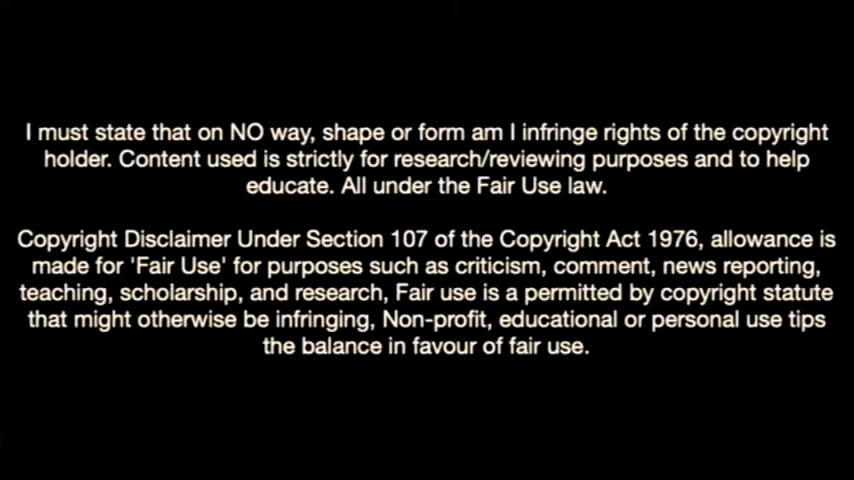 I must state that on NO way, shape or form am I infringe rights of the copyright
holder. Content used is strictly for research/reviewing purposes and to help
educate. All under the Fair Use law.
Copyright Disclaimer Under Section 107 of the Copyright Act 1976, allowance is
made for 'Fair Use' for purposes such as criticism, comment, news reporting,
teaching, scholarship, and research, Fair use is a permitted by copyright statute
that might otherwise be infringing, Non-profit, educational or personal use tips
the balance in favour of fair use.